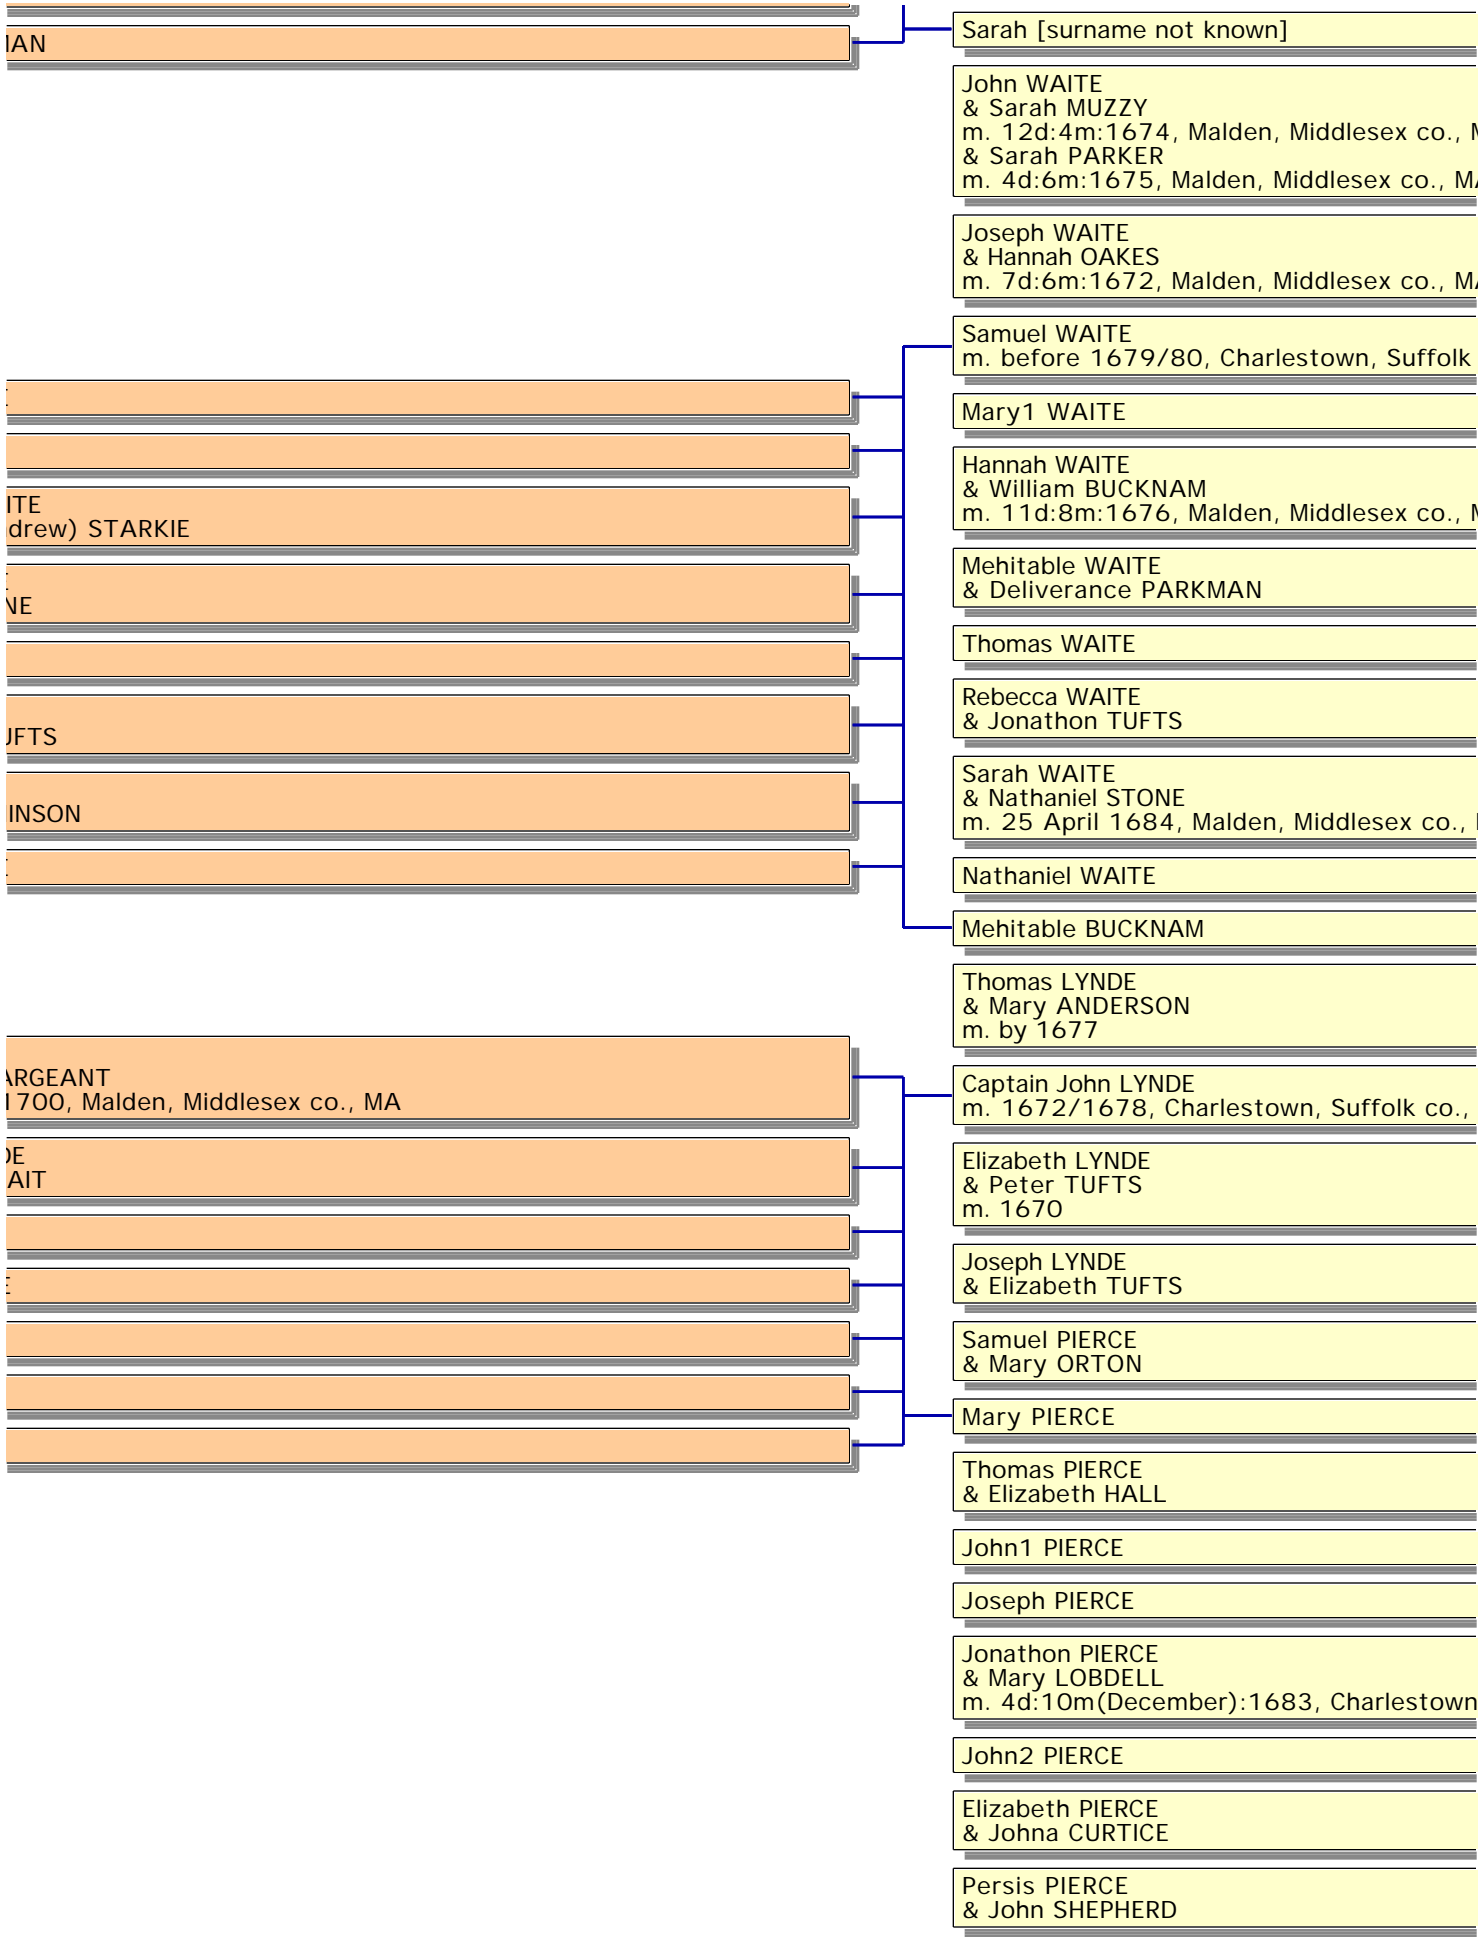 Sarah [surname not known]
John WAITE
& Sarah MUZZY
m. 12d:4m:1674, Malden, Middlesex co.,
& Sarah PARKER
m. 4d:6m:1675, Malden, Middlesex co., MA
Joseph WAITE
& Hannah OAKES
m. 7d:6m:1672, Malden, Middlesex co., MA
Samuel WAITE
m. before 1679/80, Charlestown, Suffolk
Mary1 WAITE
Hannah WAITE
& William BUCKNAM
m. 11d:8m:1676, Malden, Middlesex co.,
Mehitable WAITE
& Deliverance PARKMAN
Thomas WAITE
Rebecca WAITE
& Jonathon TUFTS
Sarah WAITE
& Nathaniel STONE
m. 25 April 1684, Malden, Middlesex co.,
Nathaniel WAITE
Mehitable BUCKNAM
Thomas LYNDE
& Mary ANDERSON
m. by 1677
Captain John LYNDE
m. 1672/1678, Charlestown, Suffolk co.,
Elizabeth LYNDE
& Peter TUFTS
m. 1670
Joseph LYNDE
& Elizabeth TUFTS
Samuel PIERCE
& Mary ORTON
Mary PIERCE
Thomas PIERCE
& Elizabeth HALL
John1 PIERCE
Joseph PIERCE
Jonathon PIERCE
& Mary LOBDELL
m. 4d:10m(December):1683, Charlestown
John2 PIERCE
Elizabeth PIERCE
& Johna CURTICE
Persis PIERCE
& John SHEPHERD
IAN
ITE
drew) STARKIE
NE
UFTS
INSON
ARGEANT
1700, Malden, Middlesex co., MA
DE
AIT
E